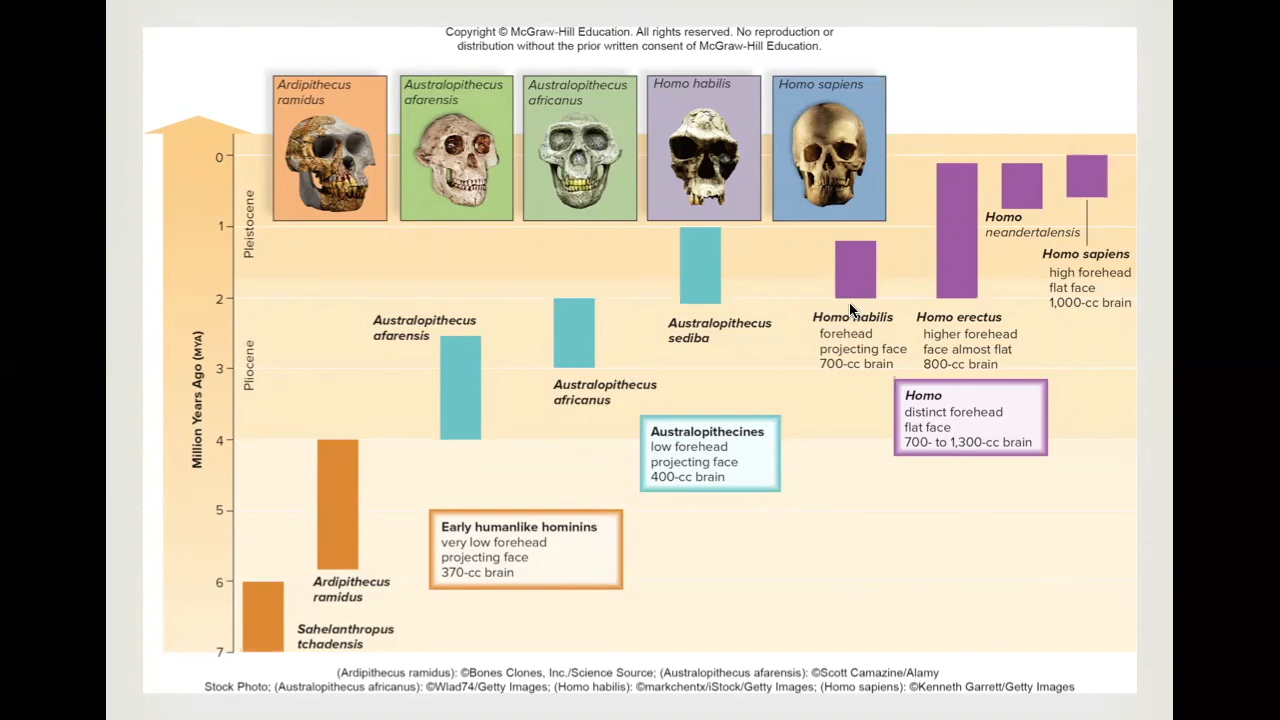 Copyright © McGraw-Hill Education. All rights reserved. No reproduction or
distribution without the prior written consent of McGraw-Hill Education.
Ardipithecus
ramidus
Australopithecus
afarensis
Australopithecus
africanus
Homo habilis
Homo sapiens
Million Years Ago (MYA)
Pleistocene
Pliocene
0
1
2
3
4
5
6
7
Homo
neandertalensis
Homo sapiens
high forehead
flat face
1,000-cc brain
Australopithecus
afarensis
Australopithecus
africanus
Australopithecus
sediba
Homo habilis
forehead
projecting face
700-cc brain
Homo erectus
higher forehead
face almost flat
800-cc brain
Homo
distinct forehead
flat face
700- to 1,300-cc brain
Australopithecines
low forehead
projecting face
400-cc brain
Early humanlike hominins
very low forehead
projecting face
370-cc brain
Ardipithecus
ramidus
Sahelanthropus
tchadensis
(Ardipithecus ramidus): ©Bones Clones, Inc./Science Source; (Australopithecus afarensis): ©Scott Camazine/Alamy
Stock Photo; (Australopithecus africanus): ©Wlad74/Getty Images; (Homo habilis): ©markchentx/iStock/Getty Images; (Homo sapiens): ©Kenneth Garrett/Getty Images